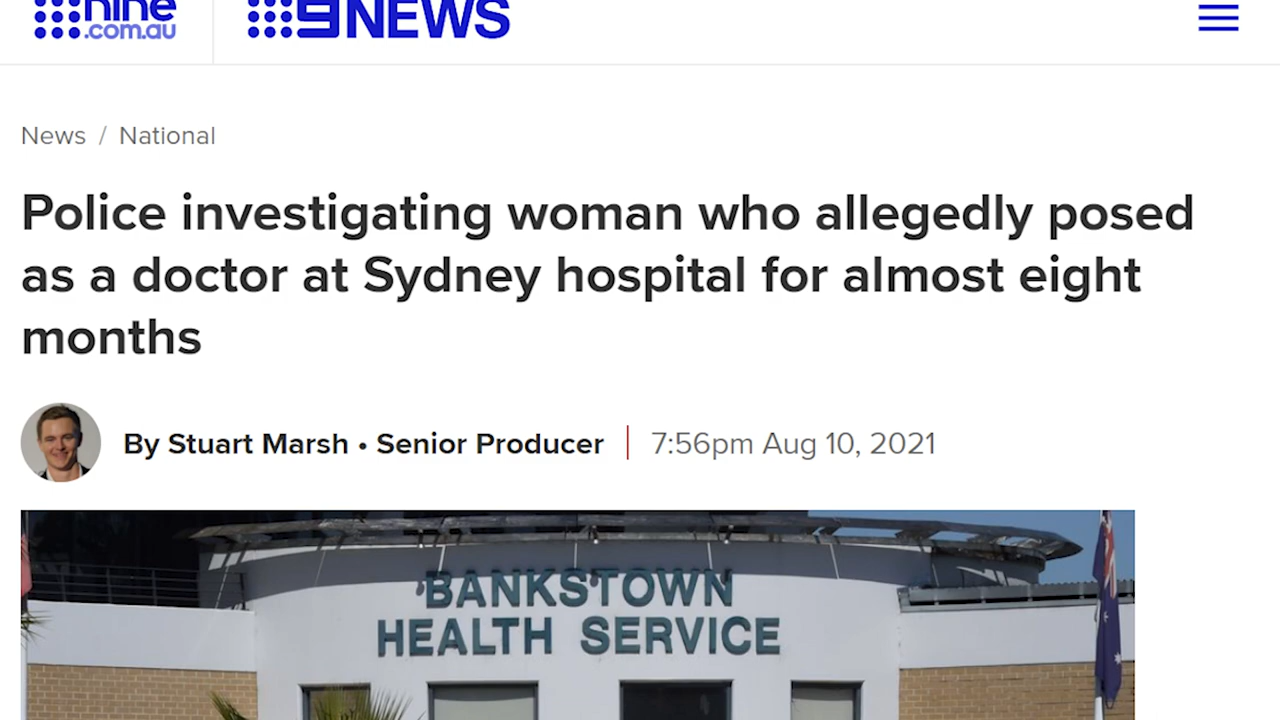 nine
.com.au
9NEWS
News / National
Police investigating woman who allegedly posed
as a doctor at Sydney hospital for almost eight
months
By Stuart Marsh • Senior Producer | 7:56pm Aug 10, 2021
BANKSTOWN
HEALTH SERVICE